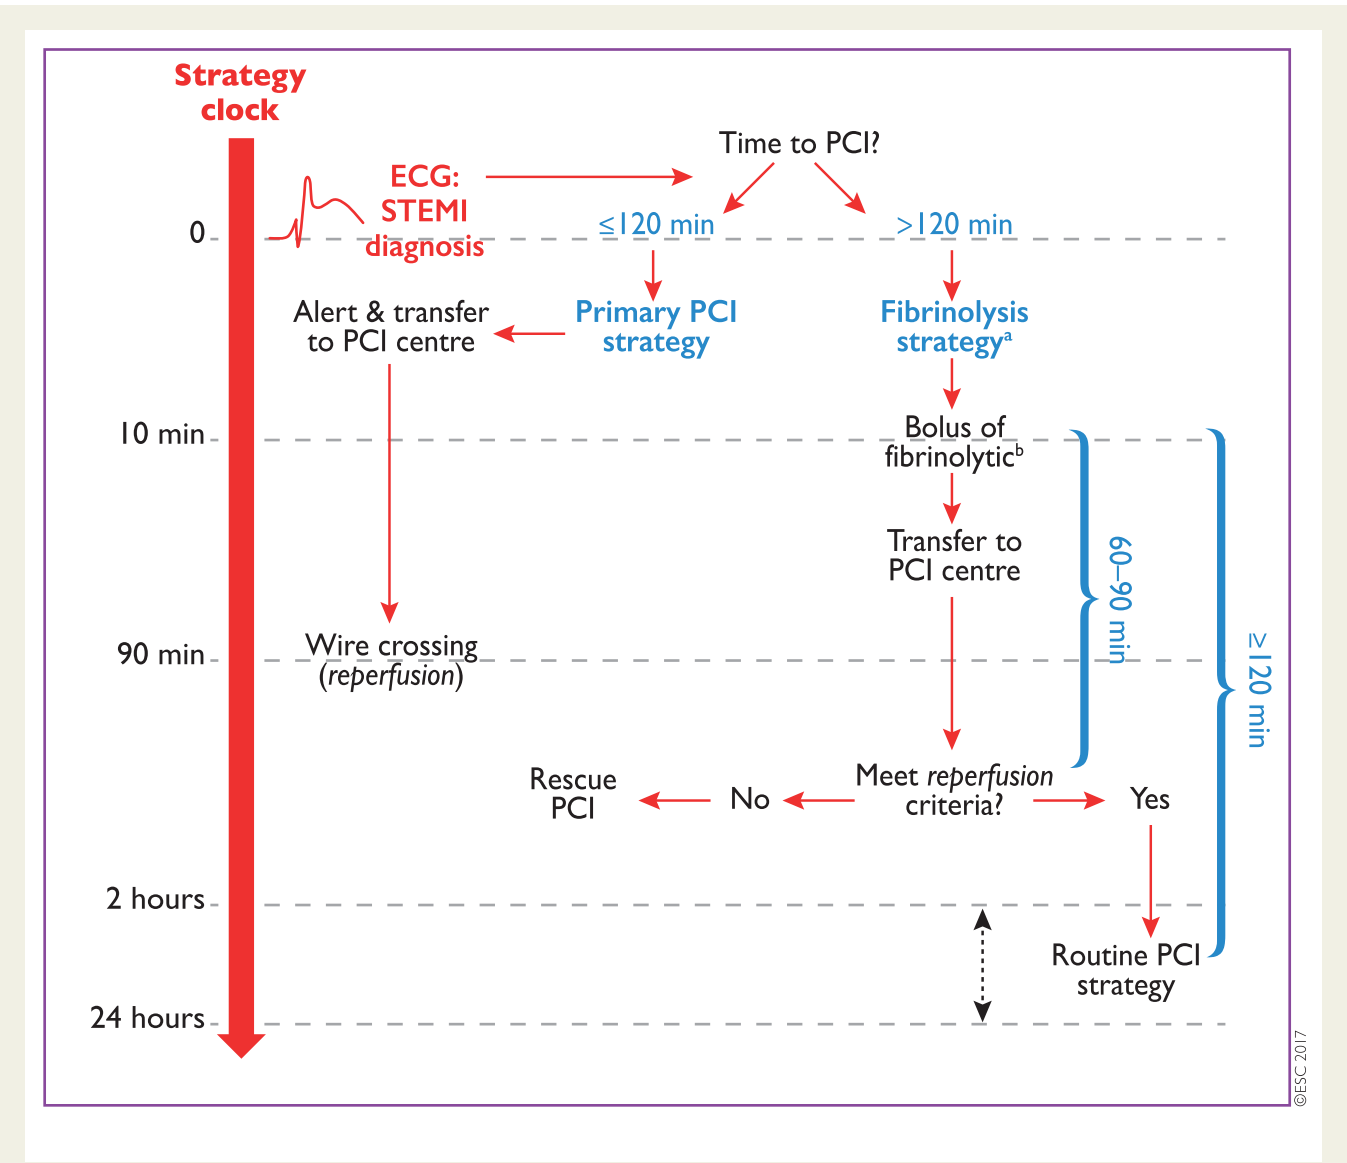 Strategy
clock
Time to PCI?
ECG:
STEMI
diagnosis
0
≤120 min
>120 min
Alert & transfer
to PCI centre
Primary PCI
strategy
Fibrinolysis
strategyᵃ
10 min
Bolus of
fibrinolyticᵇ
Transfer to
PCI centre
60–90 min
≥120 min
90 min
Wire crossing
(reperfusion)
Rescue
PCI
No
Meet reperfusion
criteria?
Yes
2 hours
Routine PCI
strategy
24 hours
©ESC 2017